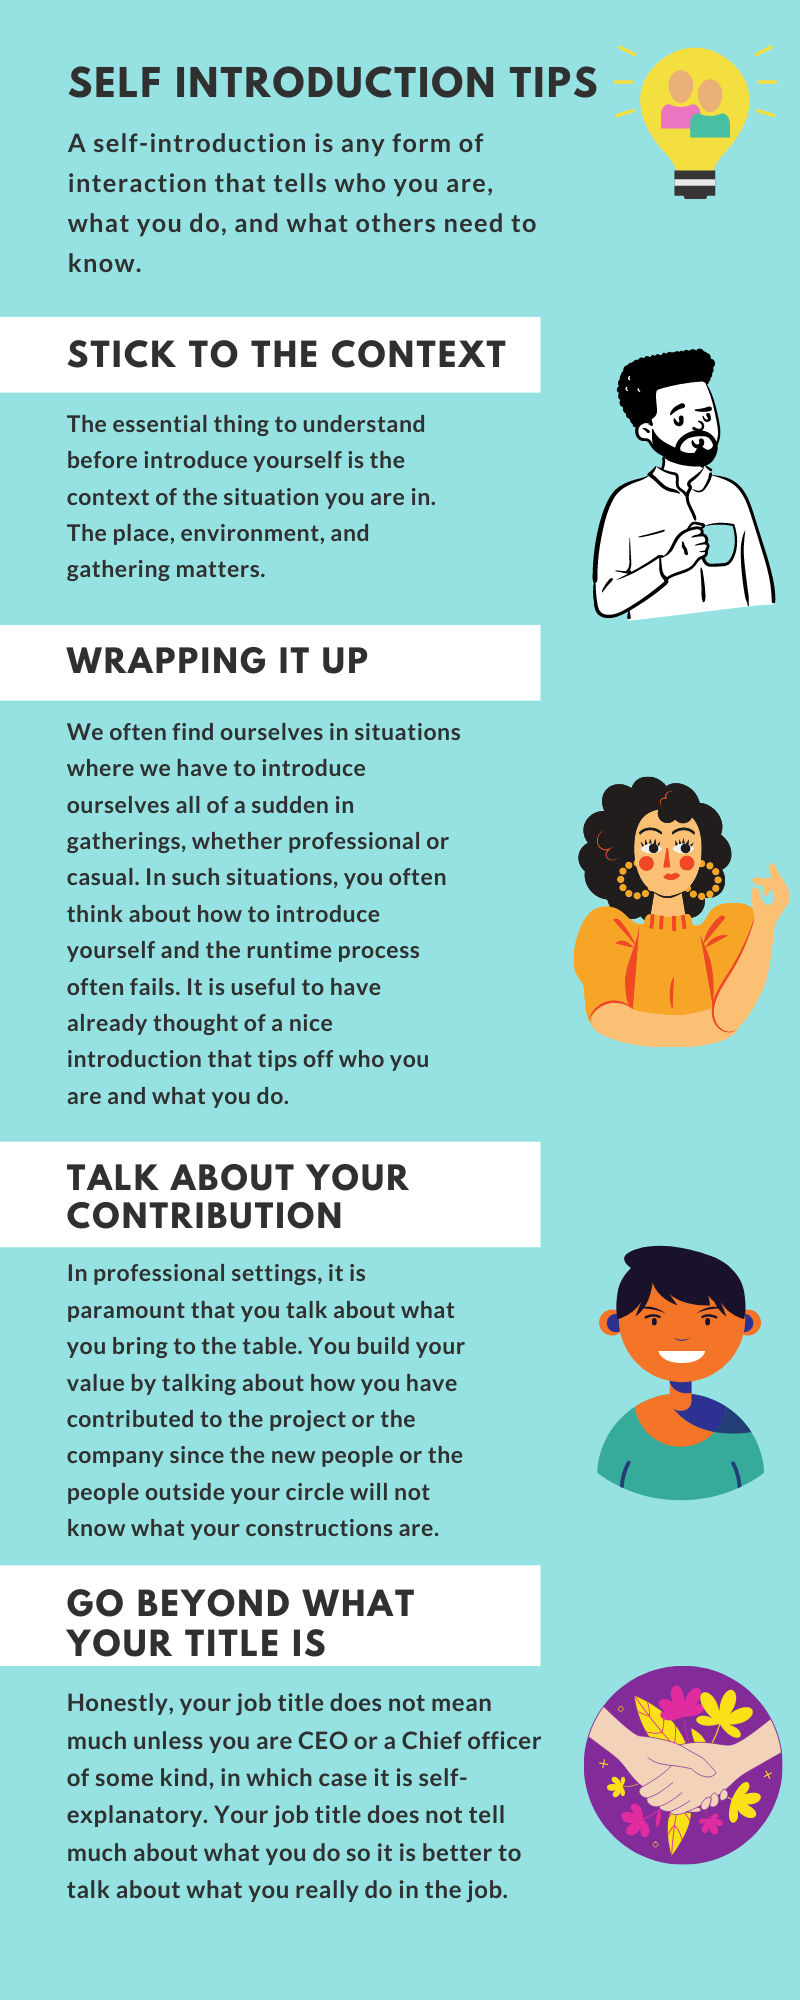 SELF INTRODUCTION TIPS
A self-introduction is any form of
interaction that tells who you are,
what you do, and what others need to
know.
STICK TO THE CONTEXT
The essential thing to understand
before introduce yourself is the
context of the situation you are in.
The place, environment, and
gathering matters.
WRAPPING IT UP
We often find ourselves in situations
where we have to introduce
ourselves all of a sudden in
gatherings, whether professional or
casual. In such situations, you often
think about how to introduce
yourself and the runtime process
often fails. It is useful to have
already thought of a nice
introduction that tips off who you
are and what you do.
TALK ABOUT YOUR
CONTRIBUTION
In professional settings, it is
paramount that you talk about what
you bring to the table. You build your
value by talking about how you have
contributed to the project or the
company since the new people or the
people outside your circle will not
know what your constructions are.
GO BEYOND WHAT
YOUR TITLE IS
Honestly, your job title does not mean
much unless you are CEO or a Chief officer
of some kind, in which case it is self-
explanatory. Your job title does not tell
much about what you do so it is better to
talk about what you really do in the job.